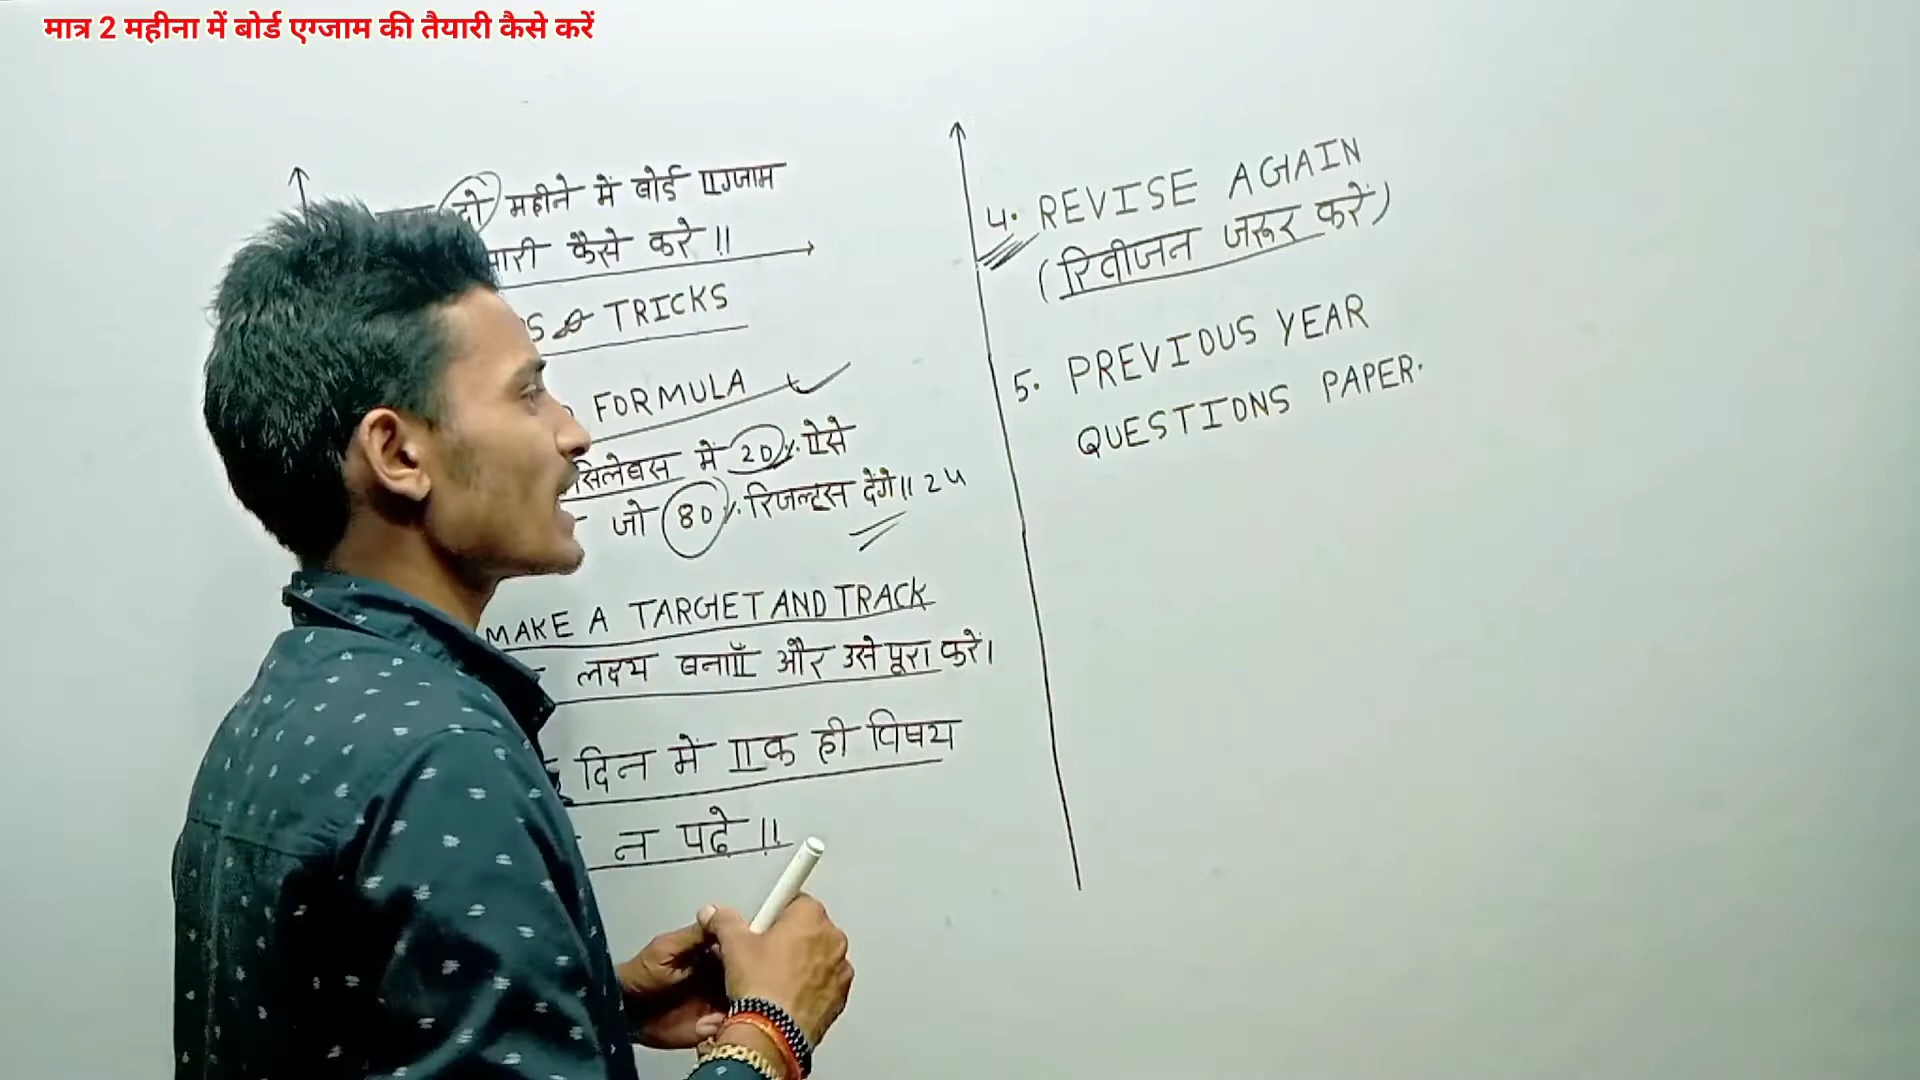 मात्र 2 महीना में बोर्ड एग्जाम की तैयारी कैसे करें
दो महीने में बोर्ड एग्जाम
कैसे करे ॥
TRICKS
FORMULA
सिलेबस में 20% ऐसे
जो 80% रिजल्ट्स देंगे॥ 24
MAKE A TARGET AND TRACK
लक्ष्य बनाएँ और उसे पूरा करें।
दिन में एक ही विषय
न पढे ॥
4. REVISE AGAIN
(रिवीजन जरूर करें)
5. PREVIOUS YEAR
QUESTIONS PAPER.